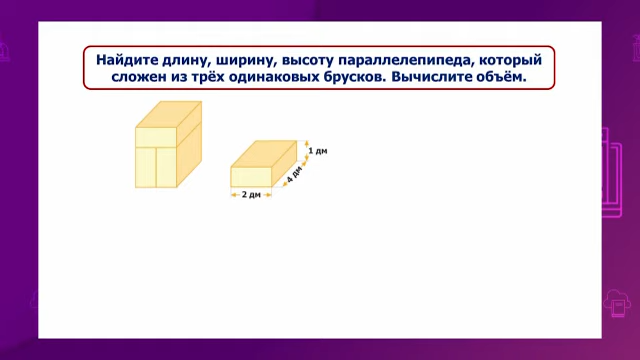 Найдите длину, ширину, высоту параллелепипеда, который
сложен из трёх одинаковых брусков. Вычислите объём.
1 дм
4 дм
2 дм